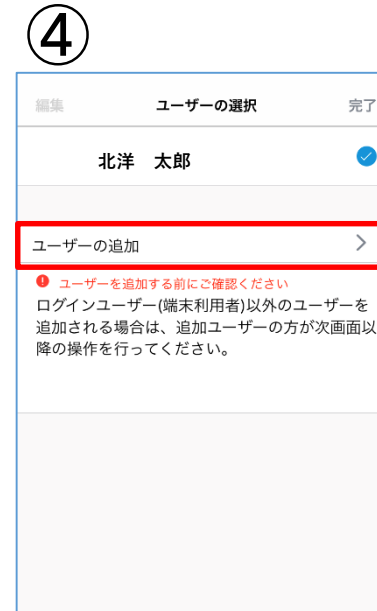 ④
編集 ユーザーの選択 完了
北洋 太郎
ユーザーの追加
ユーザーを追加する前にご確認ください
ログインユーザー(端末利用者)以外のユーザーを
追加される場合は、追加ユーザーの方が次画面以
降の操作を行ってください。